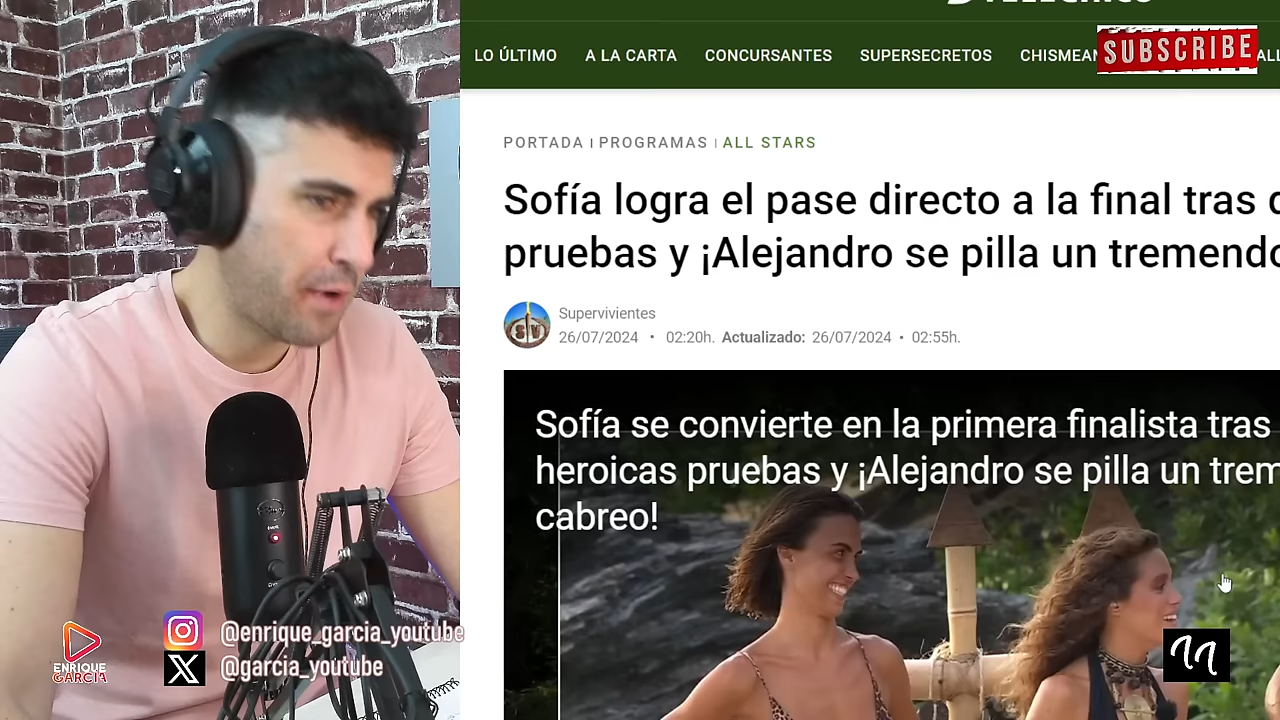 LO ÚLTIMO A LA CARTA CONCURSANTES SUPERSECRETOS
SUBSCRIBE
PORTADA I PROGRAMAS I ALL STARS
Sofía logra el pase directo a la final tras
pruebas y ¡Alejandro se pilla un tremendo
Supervivientes
26/07/2024 • 02:20h. Actualizado: 26/07/2024 • 02:55h.
Sofía se convierte en la primera finalista tras
heroicas pruebas y ¡Alejandro se pilla un
cabreo!
@enrique_garcia_youtube
@garcia_youtube
ENRIQUE
GARCIA